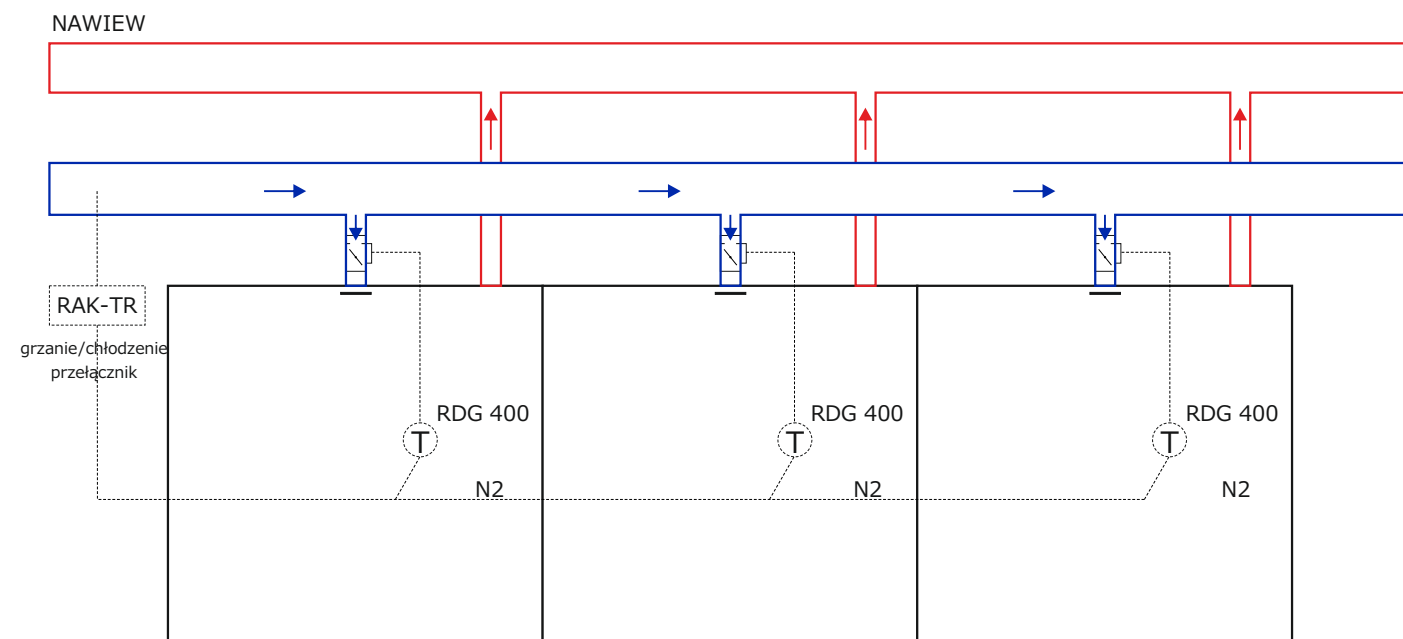 NAWIEW
RAK-TR
grzanie/chłodzenie
przełącznik
RDG 400
RDG 400
RDG 400
T
T
T
N2
N2
N2